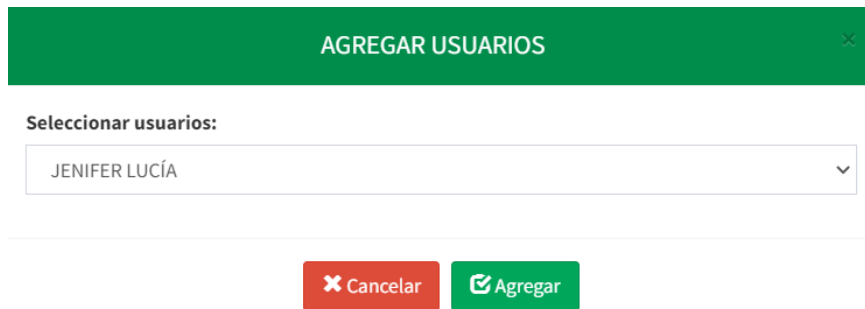 AGREGAR USUARIOS
Seleccionar usuarios:
JENIFER LUCÍA
Cancelar
Agregar